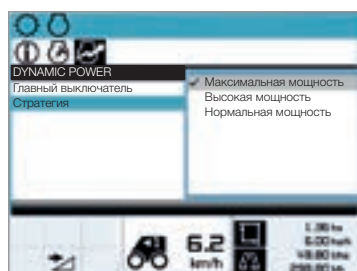 DYNAMIC POWER
Главный выключатель
Стратегия
Максимальная мощность
Высокая мощность
Нормальная мощность
6.2
km/h